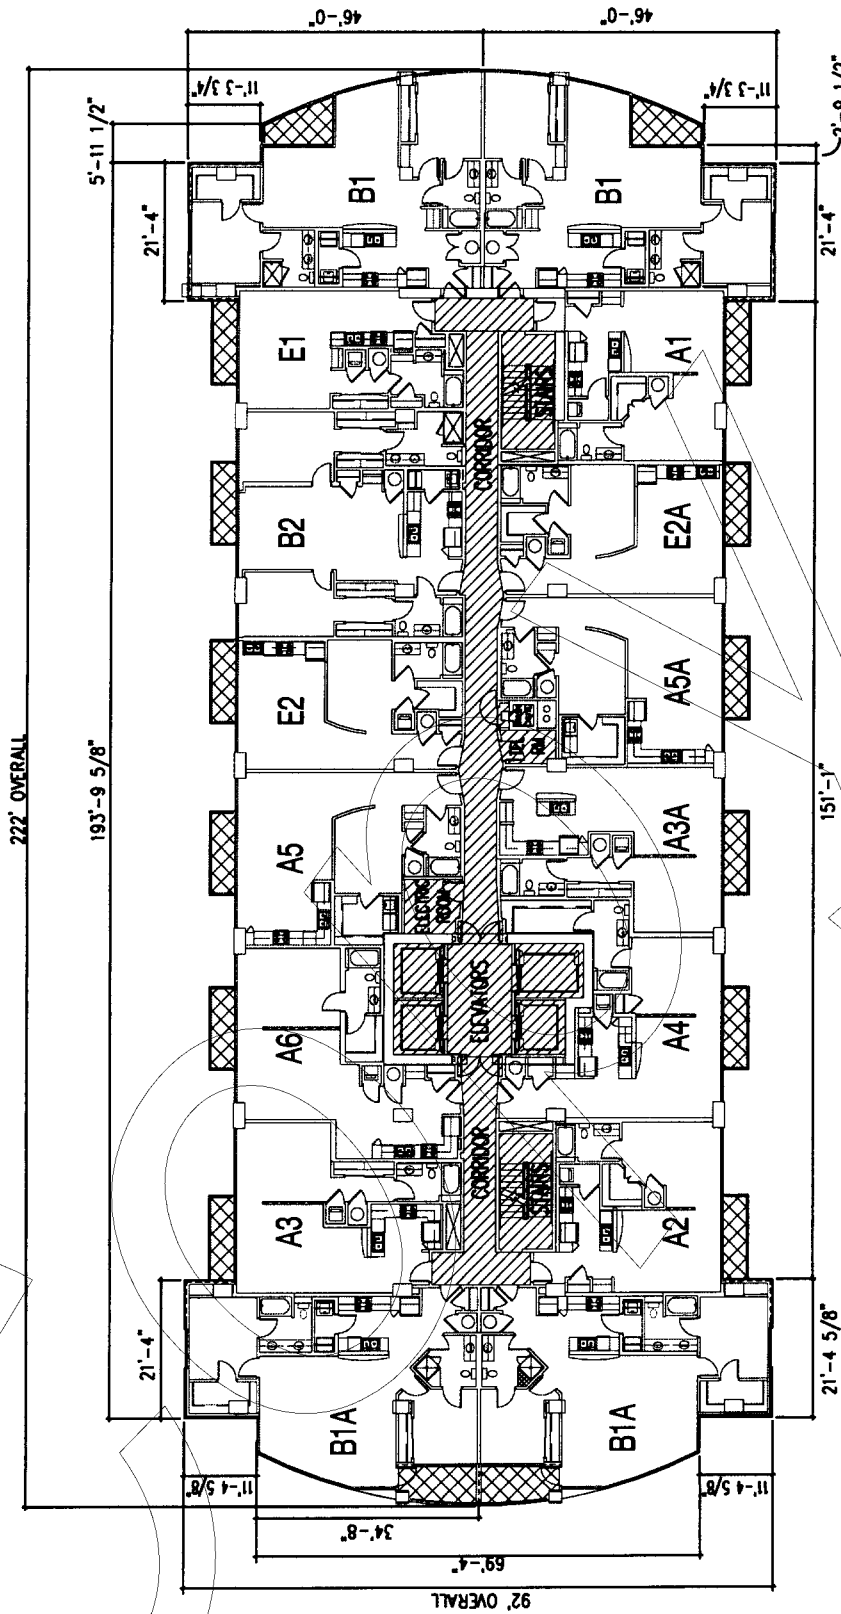 46'-0"
46'-0"
11'-3 3/4"
11'-3 3/4"
5'-11 1/2"
2'-9 1/2"
21'-4"
21'-4"
B1
B1
E1
A1
STAIRS
CORRIDOR
B2
E2A
E2
A5A
222' OVERALL
193'-9 5/8"
151'-1"
RM
A5
A3A
ELECTRIC
ROOM
ELEVATORS
A6
A4
CORRIDOR
STAIRS
A3
A2
21'-4"
21'-4 5/8"
B1A
B1A
11'-4 5/8"
11'-4 5/8"
34'-8"
69'-4"
92' OVERALL